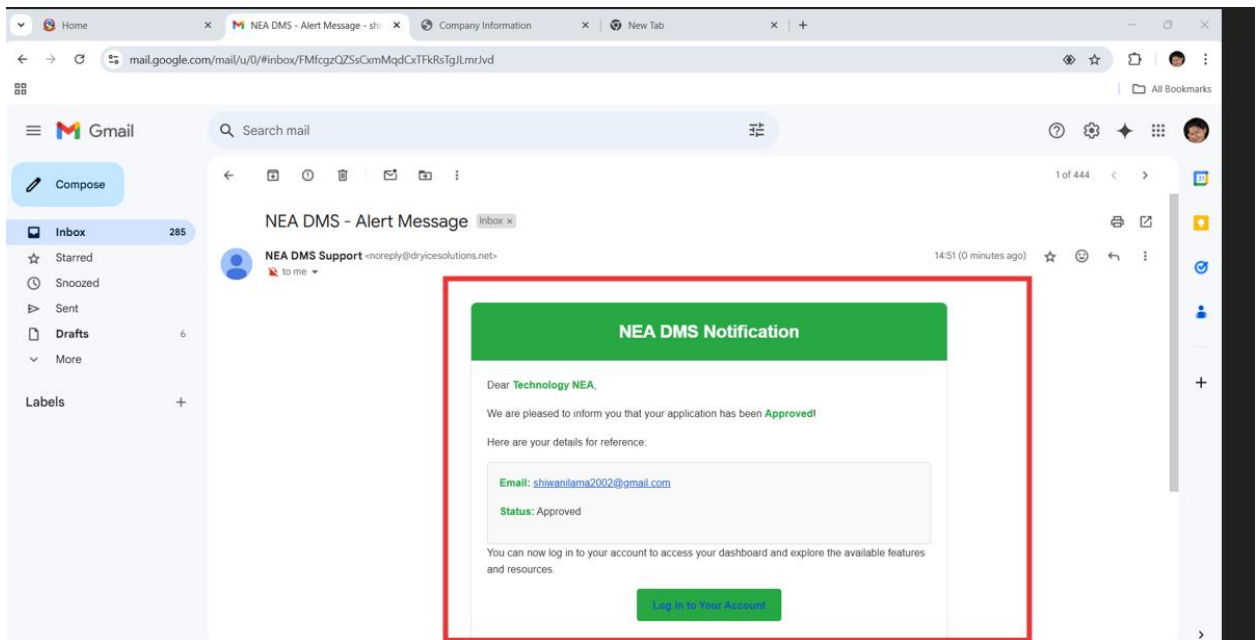 Home
NEA DMS - Alert Message - shi
Company Information
New Tab
mail.google.com/mail/u/0/#inbox/FMfcgzQZSsCxmMqdCxTFkRsTgJLmrJvd
All Bookmarks
Gmail
Search mail
Compose
1 of 444
31
NEA DMS - Alert Message Inbox ×
Inbox 285
Starred
NEA DMS Support <noreply@dryicesolutions.net>
14:51 (0 minutes ago)
to me
Snoozed
Sent
Drafts 6
More
Labels
NEA DMS Notification
Dear Technology NEA,
We are pleased to inform you that your application has been Approved!
Here are your details for reference:
Email: shiwanilama2002@gmail.com
Status: Approved
You can now log in to your account to access your dashboard and explore the available features
and resources.
Log In to Your Account